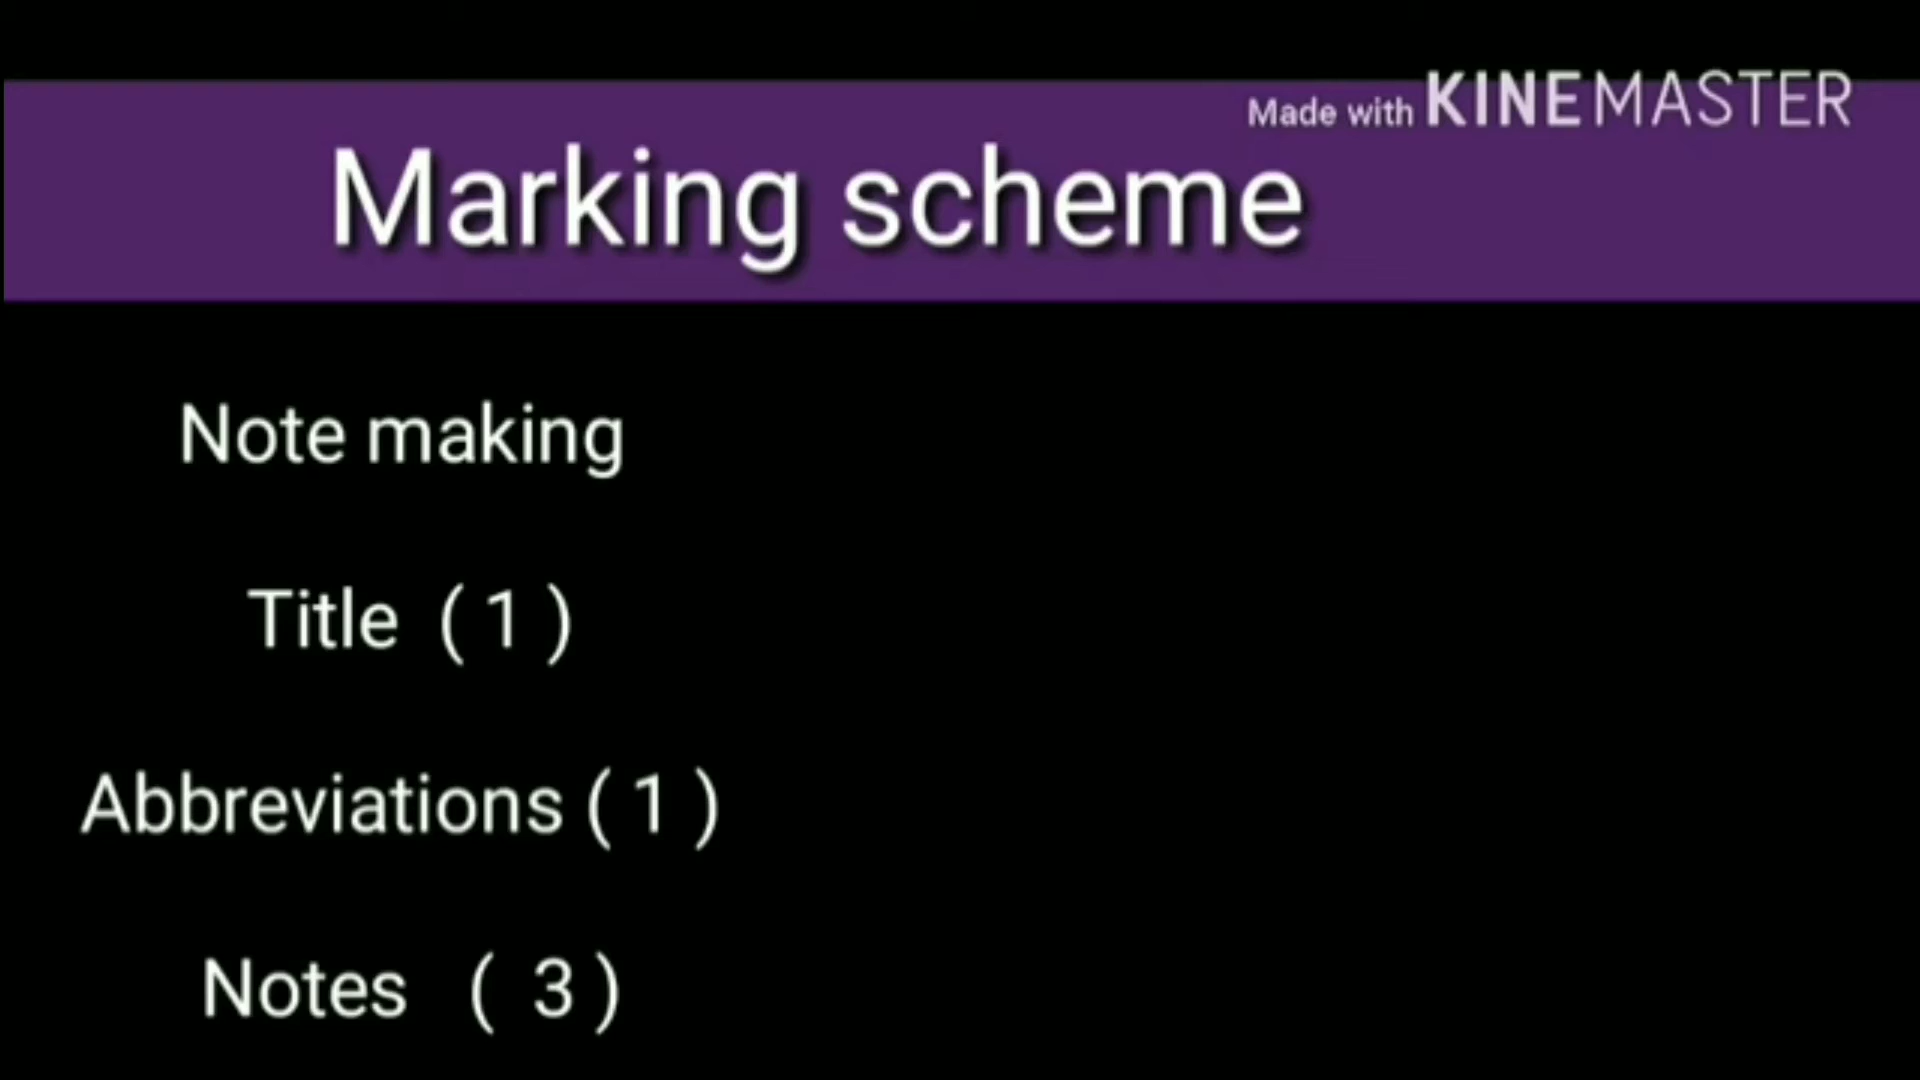 Made with KINEMASTER
Marking scheme
Note making
Title ( 1 )
Abbreviations ( 1 )
Notes ( 3 )